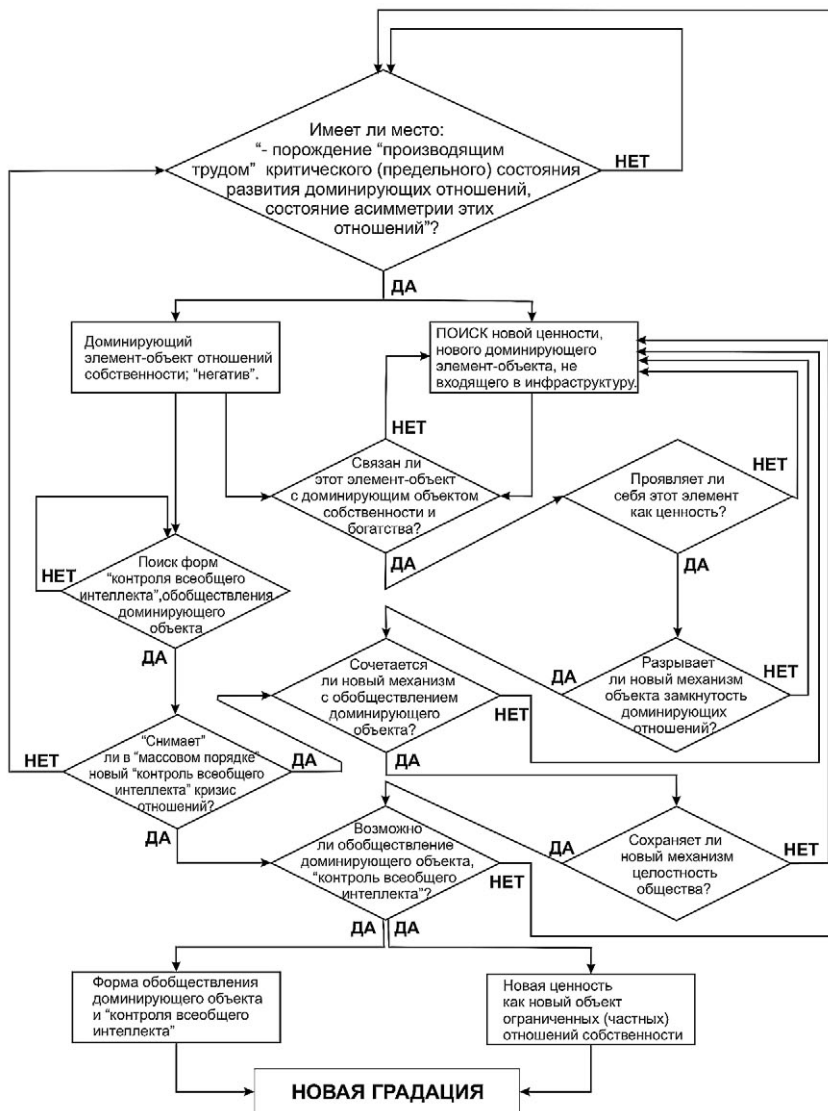 Имеет ли место:
“- порождение “производящим
трудом” критического (предельного) состояния
развития доминирующих отношений,
состояние асимметрии этих
отношений”?
НЕТ
ДА
Доминирующий
элемент-объект отношений
собственности; “негатив”.
ПОИСК новой ценности,
нового доминирующего
элемент-объекта, не
входящего в инфраструктуру.
НЕТ
Связан ли
этот элемент-объект
с доминирующим объектом
собственности и
богатства?
ДА
Проявляет ли
себя этот элемент
как ценность?
НЕТ
ДА
Поиск форм
“контроля всеобщего
интеллекта”,обобществления
доминирующего
объекта
НЕТ
ДА
Сочетается
ли новый механизм
с обобществлением
доминирующего
объекта?
НЕТ
ДА
Разрывает
ли новый механизм
объекта замкнутость
доминирующих
отношений?
ДА
НЕТ
“Снимает”
ли в “массовом порядке”
новый “контроль всеобщего
интеллекта” кризис
отношений?
НЕТ
ДА
ДА
Возможно
ли обобществление
доминирующего объекта,
“контроль всеобщего
интеллекта”?
НЕТ
ДА
ДА
Сохраняет ли
новый механизм
целостность
общества?
ДА
НЕТ
Форма обобществления
доминирующего объекта
и “контроля всеобщего
интеллекта”
Новая ценность
как новый объект
ограниченных (частных)
отношений собственности
НОВАЯ ГРАДАЦИЯ